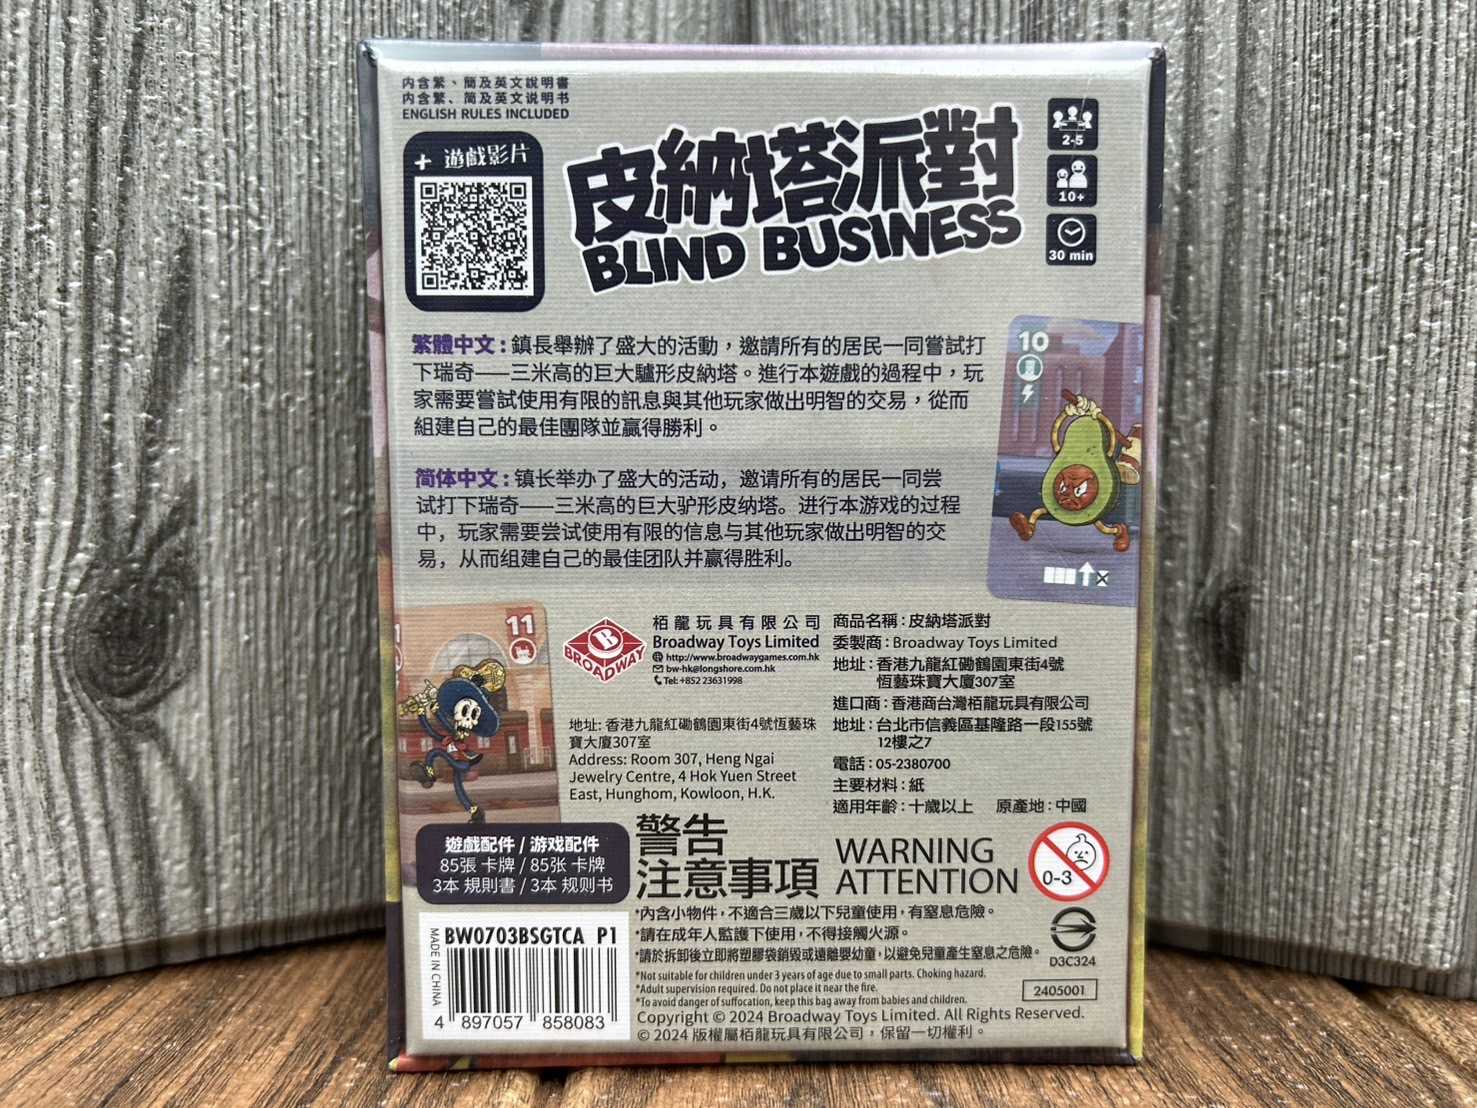 內含繁、簡及英文說明書
内含繁、简及英文说明书
ENGLISH RULES INCLUDED
+ 遊戲影片
皮納塔派對
BLIND BUSINESS
2-5
10+
30 min
繁體中文：鎮長舉辦了盛大的活動，邀請所有的居民一同嘗試打
下瑞奇——三米高的巨大驢形皮納塔。進行本遊戲的過程中，玩
家需要嘗試使用有限的訊息與其他玩家做出明智的交易，從而
組建自己的最佳團隊並贏得勝利。
简体中文：镇长举办了盛大的活动，邀请所有的居民一同尝
试打下瑞奇——三米高的巨大驴形皮纳塔。进行本游戏的过程
中，玩家需要尝试使用有限的信息与其他玩家做出明智的交
易，从而组建自己的最佳团队并赢得胜利。
10
11
B
BROADWAY
栢龍玩具有限公司
Broadway Toys Limited
http://www.broadwaygames.com.hk
bw-hk@longshore.com.hk
Tel: +852 23631998
地址: 香港九龍紅磡鶴園東街4號恆藝珠
寶大廈307室
Address: Room 307, Heng Ngai
Jewelry Centre, 4 Hok Yuen Street
East, Hunghom, Kowloon, H.K.
商品名稱：皮納塔派對
委製商：Broadway Toys Limited
地址：香港九龍紅磡鶴園東街4號
恆藝珠寶大廈307室
進口商：香港商台灣栢龍玩具有限公司
地址：台北市信義區基隆路一段155號
12樓之7
電話：05-2380700
主要材料：紙
適用年齡：十歲以上 原產地：中國
遊戲配件 / 游戏配件
85張 卡牌 / 85张 卡牌
3本 規則書 / 3本 规则书
警告
注意事項
WARNING
ATTENTION
0-3
*內含小物件，不適合三歲以下兒童使用，有窒息危險。
*請在成年人監護下使用，不得接觸火源。
*請於拆卸後立即將塑膠袋銷毀或遠離嬰幼童，以避免兒童產生窒息之危險。
*Not suitable for children under 3 years of age due to small parts. Choking hazard.
*Adult supervision required. Do not place it near the fire.
*To avoid danger of suffocation, keep this bag away from babies and children.
Copyright © 2024 Broadway Toys Limited. All Rights Reserved.
© 2024 版權屬栢龍玩具有限公司，保留一切權利。
D3C324
2405001
BW0703BSGTCA P1
MADE IN CHINA
4 897057 858083